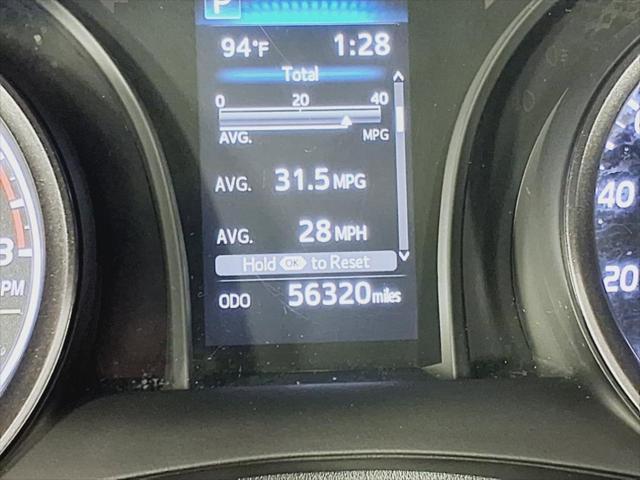 P
94°F 1:28
Total
0 20 40
AVG. MPG
AVG. 31.5 MPG
AVG. 28 MPH
Hold OK to Reset
ODO 56320 miles
40
20